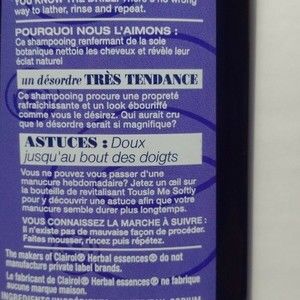 YOU KNOW THE DRILL! There's no wrong
way to lather, rinse and repeat.
POURQUOI NOUS L'AIMONS :
Ce shampooing renfermant de la soie
botanique nettoie les cheveux et révèle leur
éclat naturel
un désordre TRÈS TENDANCE
Ce shampooing procure une propreté
rafraîchissante et un look ébouriffé
comme vous le désirez. Qui aurait cru
que le désordre serait si magnifique?
ASTUCES : Doux
jusqu'au bout des doigts
Vous ne pouvez vous passer d'une
manucure hebdomadaire? Jetez un œil sur
la bouteille de revitalisant Tousle Me Softly
pour y découvrir une astuce afin que votre
manucure semble durer plus longtemps.
VOUS CONNAISSEZ LA MARCHE À SUIVRE :
Il n'existe pas de mauvaise façon de procéder.
Faites mousser, rincez puis répétez.
The makers of Clairol® Herbal essences® do not
manufacture private label brands.
Le fabricant de Clairol® Herbal essences® ne fabrique
aucune marque maison.